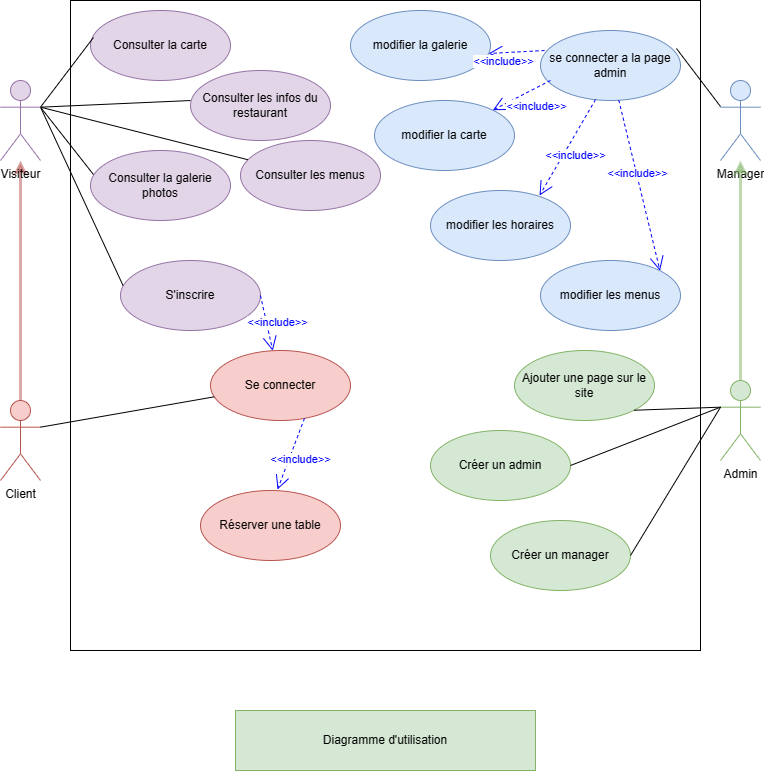 Consulter la carte
modifier la galerie
se connecter a la page
admin
<<include>>
Consulter les infos du
restaurant
<<include>>
modifier la carte
<<include>>
Visiteur
Consulter la galerie
photos
Consulter les menus
<<include>>
Manager
modifier les horaires
S'inscrire
modifier les menus
<<include>>
Se connecter
Ajouter une page sur le
site
<<include>>
Créer un admin
Admin
Client
Réserver une table
Créer un manager
Diagramme d'utilisation